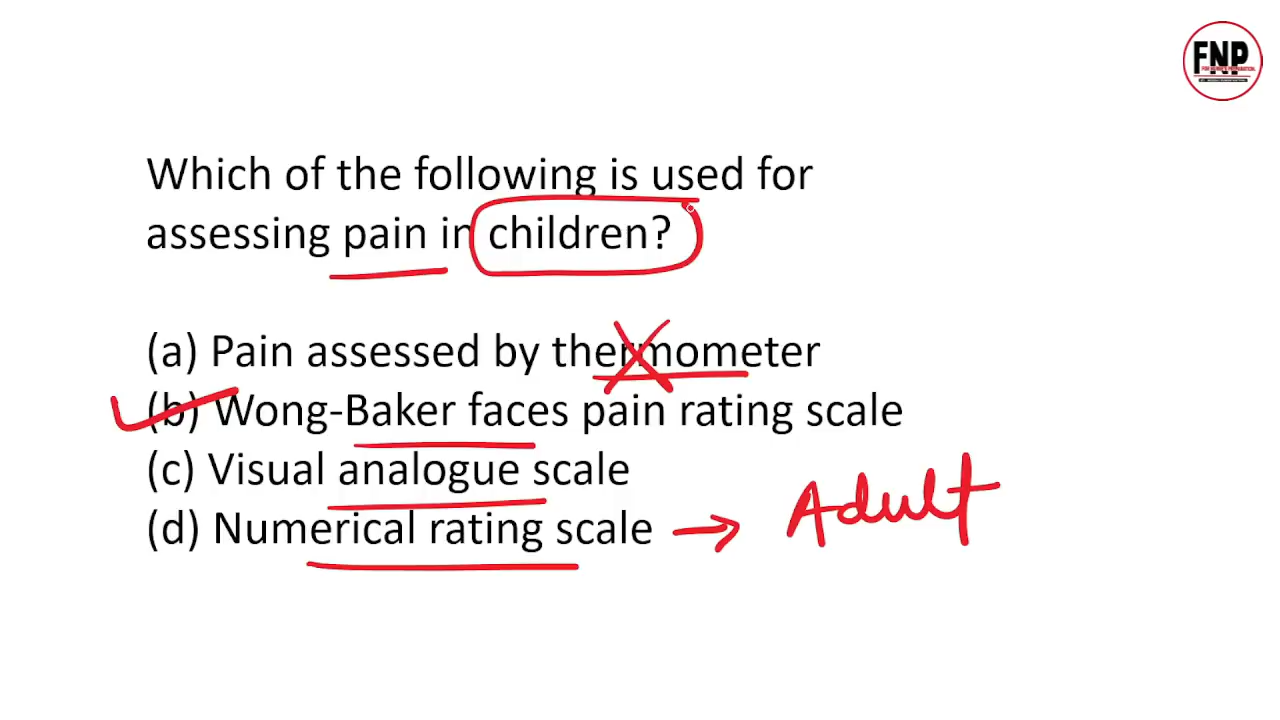 FNP
Which of the following is used for
assessing pain in children?
(a) Pain assessed by thermometer
(b) Wong-Baker faces pain rating scale
(c) Visual analogue scale
(d) Numerical rating scale → Adult